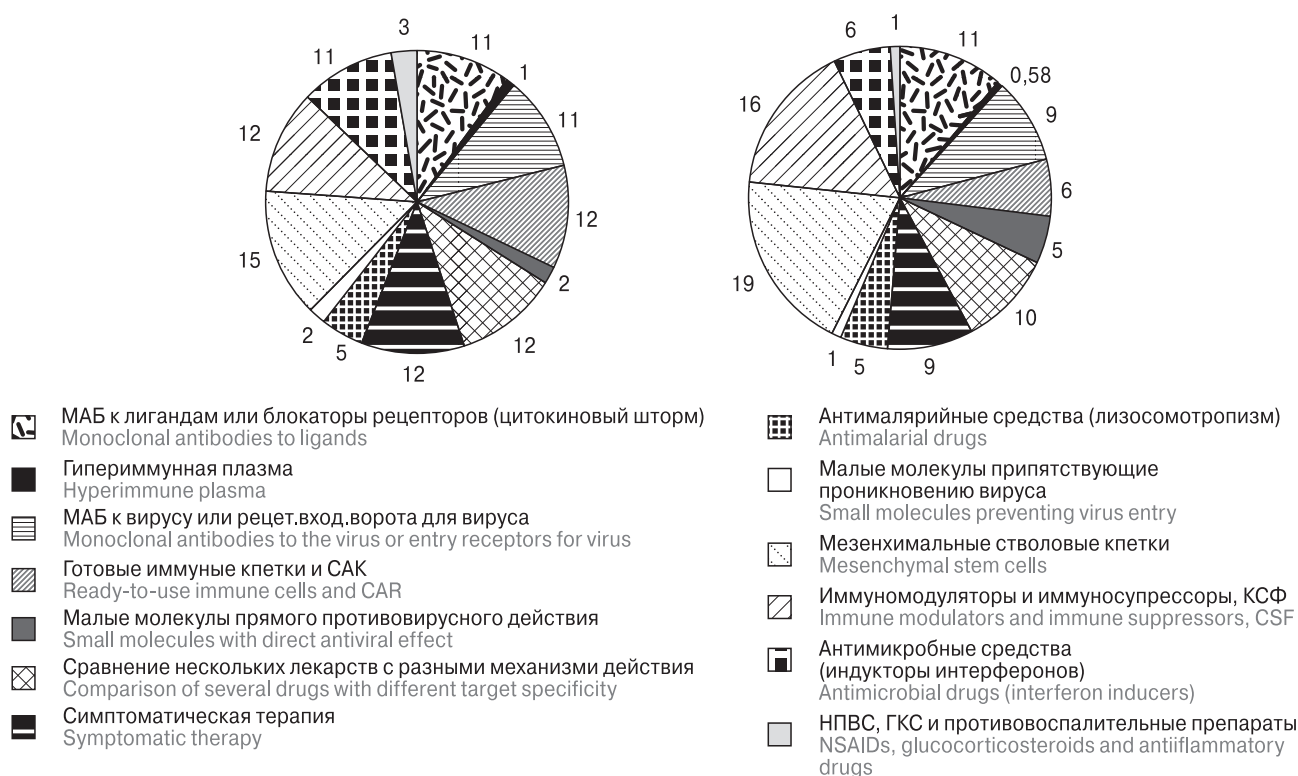 3
11
11
1
12
11
12
15
2
2
5
12
12
1
6
11
0,58
16
9
6
19
5
10
1
5
9
МАБ к лигандам или блокаторы рецепторов (цитокиновый шторм)
Monoclonal antibodies to ligands
Гипериммунная плазма
Hyperimmune plasma
МАБ к вирусу или рецет.вход.ворота для вируса
Monoclonal antibodies to the virus or entry receptors for virus
Готовые иммуные кпетки и САК
Ready-to-use immune cells and CAR
Малые молекулы прямого противовирусного действия
Small molecules with direct antiviral effect
Сравнение нескольких лекарств с разными механизми действия
Comparison of several drugs with different target specificity
Симптоматическая терапия
Symptomatic therapy
Антималярийные средства (лизосомотропизм)
Antimalarial drugs
Малые молекулы припятствующие
проникновению вируса
Small molecules preventing virus entry
Мезенхимальные стволовые кпетки
Mesenchymal stem cells
Иммуномодуляторы и иммуносупрессоры, КСФ
Immune modulators and immune suppressors, CSF
Антимикробные средства
(индукторы интерферонов)
Antimicrobial drugs (interferon inducers)
НПВС, ГКС и противовоспалительные препараты
NSAIDs, glucocorticosteroids and antiiflammatory
drugs